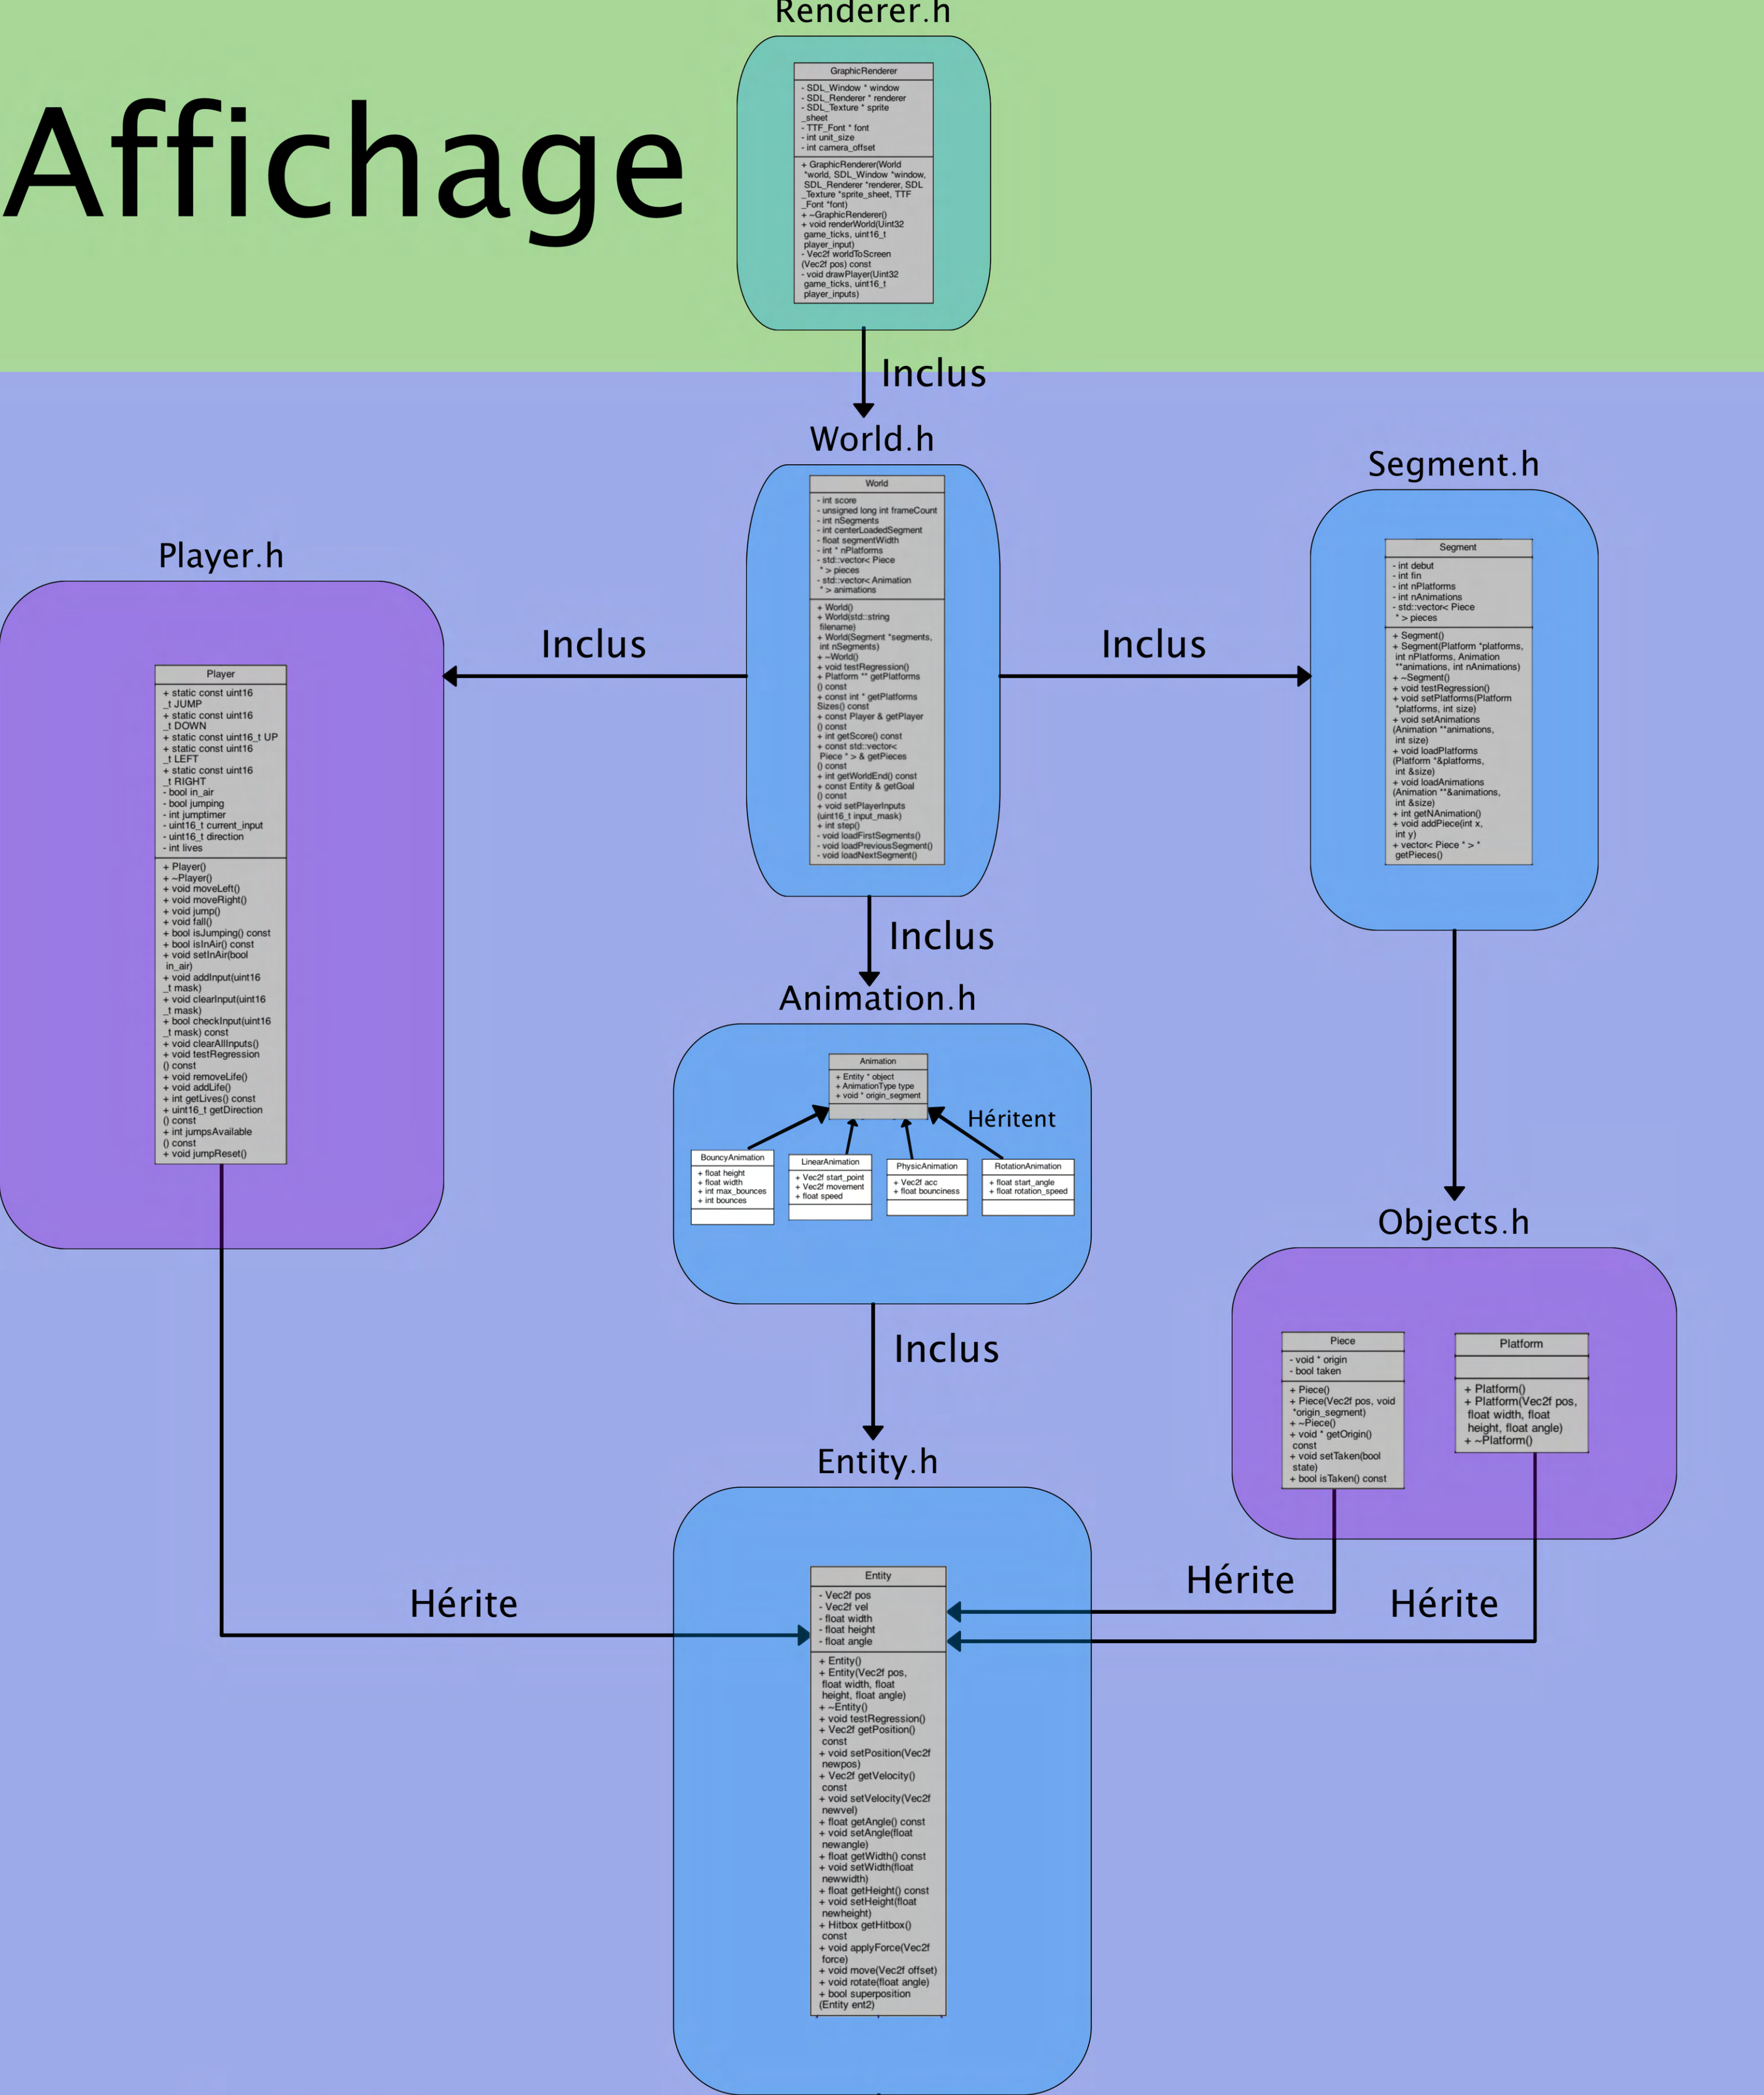 Renderer.h
Affichage
GraphicRenderer
- SDL_Window * window
- SDL_Renderer * renderer
- SDL_Texture * sprite
_sheet
- TTF_Font * font
- int unit_size
- int camera_offset
+ GraphicRenderer(World
*world, SDL_Window *window,
SDL_Renderer *renderer, SDL
_Texture *sprite_sheet, TTF
_Font *font)
+ ~GraphicRenderer()
+ void renderWorld(Uint32
game_ticks, uint16_t
player_input)
- Vec2f worldToScreen
(Vec2f pos) const
- void drawPlayer(Uint32
game_ticks, uint16_t
player_inputs)
Inclus
World.h
World
- int score
- unsigned long int frameCount
- int nSegments
- int centerLoadedSegment
- float segmentWidth
- int * nPlatforms
- std::vector< Piece
* > pieces
- std::vector< Animation
* > animations
+ World()
+ World(std::string
filename)
+ World(Segment *segments,
int nSegments)
+ ~World()
+ void testRegression()
+ Platform ** getPlatforms
() const
+ const int * getPlatforms
Sizes() const
+ const Player & getPlayer
() const
+ int getScore() const
+ const std::vector<
Piece * > & getPieces
() const
+ int getWorldEnd() const
+ const Entity & getGoal
() const
+ void setPlayerInputs
(uint16_t input_mask)
+ int step()
- void loadFirstSegments()
- void loadPreviousSegment()
- void loadNextSegment()
Segment.h
Segment
- int debut
- int fin
- int nPlatforms
- int nAnimations
- std::vector< Piece
* > pieces
+ Segment()
+ Segment(Platform *platforms,
int nPlatforms, Animation
**animations, int nAnimations)
+ ~Segment()
+ void testRegression()
+ void setPlatforms(Platform
*platforms, int size)
+ void setAnimations
(Animation **animations,
int size)
+ void loadPlatforms
(Platform *&platforms,
int &size)
+ void loadAnimations
(Animation **&animations,
int &size)
+ int getNAnimation()
+ void addPiece(int x,
int y)
+ vector< Piece * > *
getPieces()
Player.h
Inclus
Inclus
Player
+ static const uint16
_t JUMP
+ static const uint16
_t DOWN
+ static const uint16_t UP
+ static const uint16
_t LEFT
+ static const uint16
_t RIGHT
- bool in_air
- bool jumping
- int jumptimer
- uint16_t current_input
- uint16_t direction
- int lives
+ Player()
+ ~Player()
+ void moveLeft()
+ void moveRight()
+ void jump()
+ void fall()
+ bool isJumping() const
+ bool isInAir() const
+ void setInAir(bool
in_air)
+ void addInput(uint16
_t mask)
+ void clearInput(uint16
_t mask)
+ bool checkInput(uint16
_t mask) const
+ void clearAllInputs()
+ void testRegression
() const
+ void removeLife()
+ void addLife()
+ int getLives() const
+ uint16_t getDirection
() const
+ int jumpsAvailable
() const
+ void jumpReset()
Inclus
Animation.h
Animation
+ Entity * object
+ AnimationType type
+ void * origin_segment
Héritent
BouncyAnimation
+ float height
+ float width
+ int max_bounces
+ int bounces
LinearAnimation
+ Vec2f start_point
+ Vec2f movement
+ float speed
PhysicAnimation
+ Vec2f acc
+ float bounciness
RotationAnimation
+ float start_angle
+ float rotation_speed
Objects.h
Piece
- void * origin
- bool taken
+ Piece()
+ Piece(Vec2f pos, void
*origin_segment)
+ ~Piece()
+ void * getOrigin()
const
+ void setTaken(bool
state)
+ bool isTaken() const
Platform
+ Platform()
+ Platform(Vec2f pos,
float width, float
height, float angle)
+ ~Platform()
Inclus
Entity.h
Hérite
Hérite
Hérite
Entity
- Vec2f pos
- Vec2f vel
- float width
- float height
- float angle
+ Entity()
+ Entity(Vec2f pos,
float width, float
height, float angle)
+ ~Entity()
+ void testRegression()
+ Vec2f getPosition()
const
+ void setPosition(Vec2f
newpos)
+ Vec2f getVelocity()
const
+ void setVelocity(Vec2f
newvel)
+ float getAngle() const
+ void setAngle(float
newangle)
+ float getWidth() const
+ void setWidth(float
newwidth)
+ float getHeight() const
+ void setHeight(float
newheight)
+ Hitbox getHitbox()
const
+ void applyForce(Vec2f
force)
+ void move(Vec2f offset)
+ void rotate(float angle)
+ bool superposition
(Entity ent2)